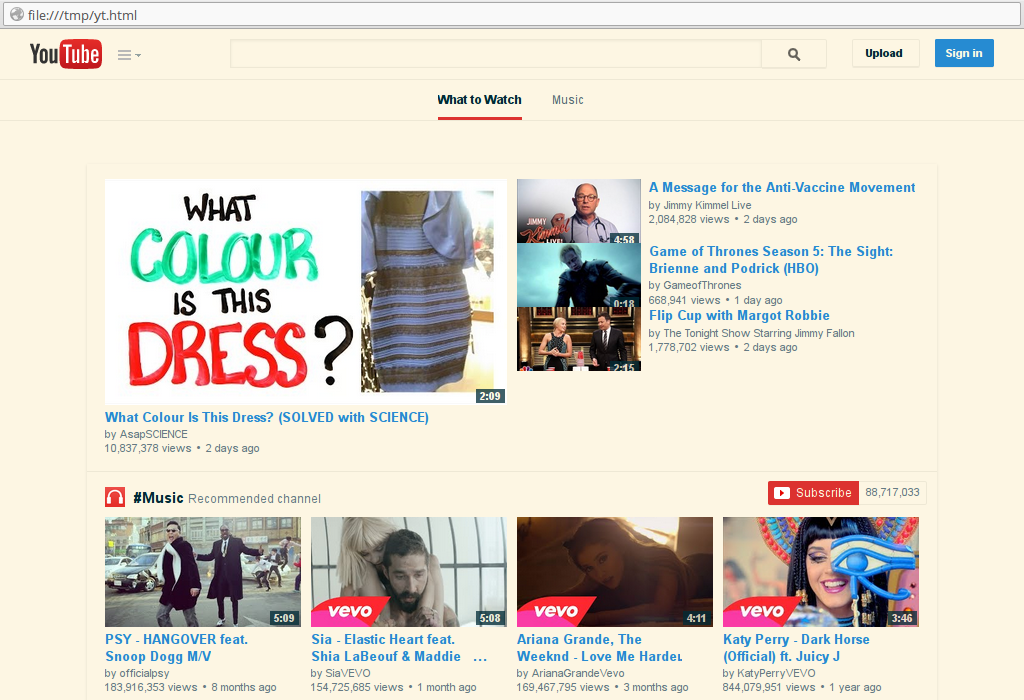 file:///tmp/yt.html
YouTube
Upload
Sign in
What to Watch
Music
WHAT
COLOUR
IS THIS
DRESS?
2:09
What Colour Is This Dress? (SOLVED with SCIENCE)
by AsapSCIENCE
10,837,378 views • 2 days ago
JIMMY
KIMMEL
LIVE!
4:58
A Message for the Anti-Vaccine Movement
by Jimmy Kimmel Live
2,084,828 views • 2 days ago
0:18
Game of Thrones Season 5: The Sight:
Brienne and Podrick (HBO)
by GameofThrones
668,941 views • 1 day ago
2:15
Flip Cup with Margot Robbie
by The Tonight Show Starring Jimmy Fallon
1,778,702 views • 2 days ago
#Music Recommended channel
Subscribe 88,717,033
5:09
vevo 5:08
vevo 4:11
vevo 3:46
PSY - HANGOVER feat.
Snoop Dogg M/V
by officialpsy
183,916,353 views • 8 months ago
Sia - Elastic Heart feat.
Shia LaBeouf & Maddie ...
by SiaVEVO
154,725,685 views • 1 month ago
Ariana Grande, The
Weeknd - Love Me Harder
by ArianaGrandeVevo
169,467,795 views • 3 months ago
Katy Perry - Dark Horse
(Official) ft. Juicy J
by KatyPerryVEVO
844,079,951 views • 1 year ago